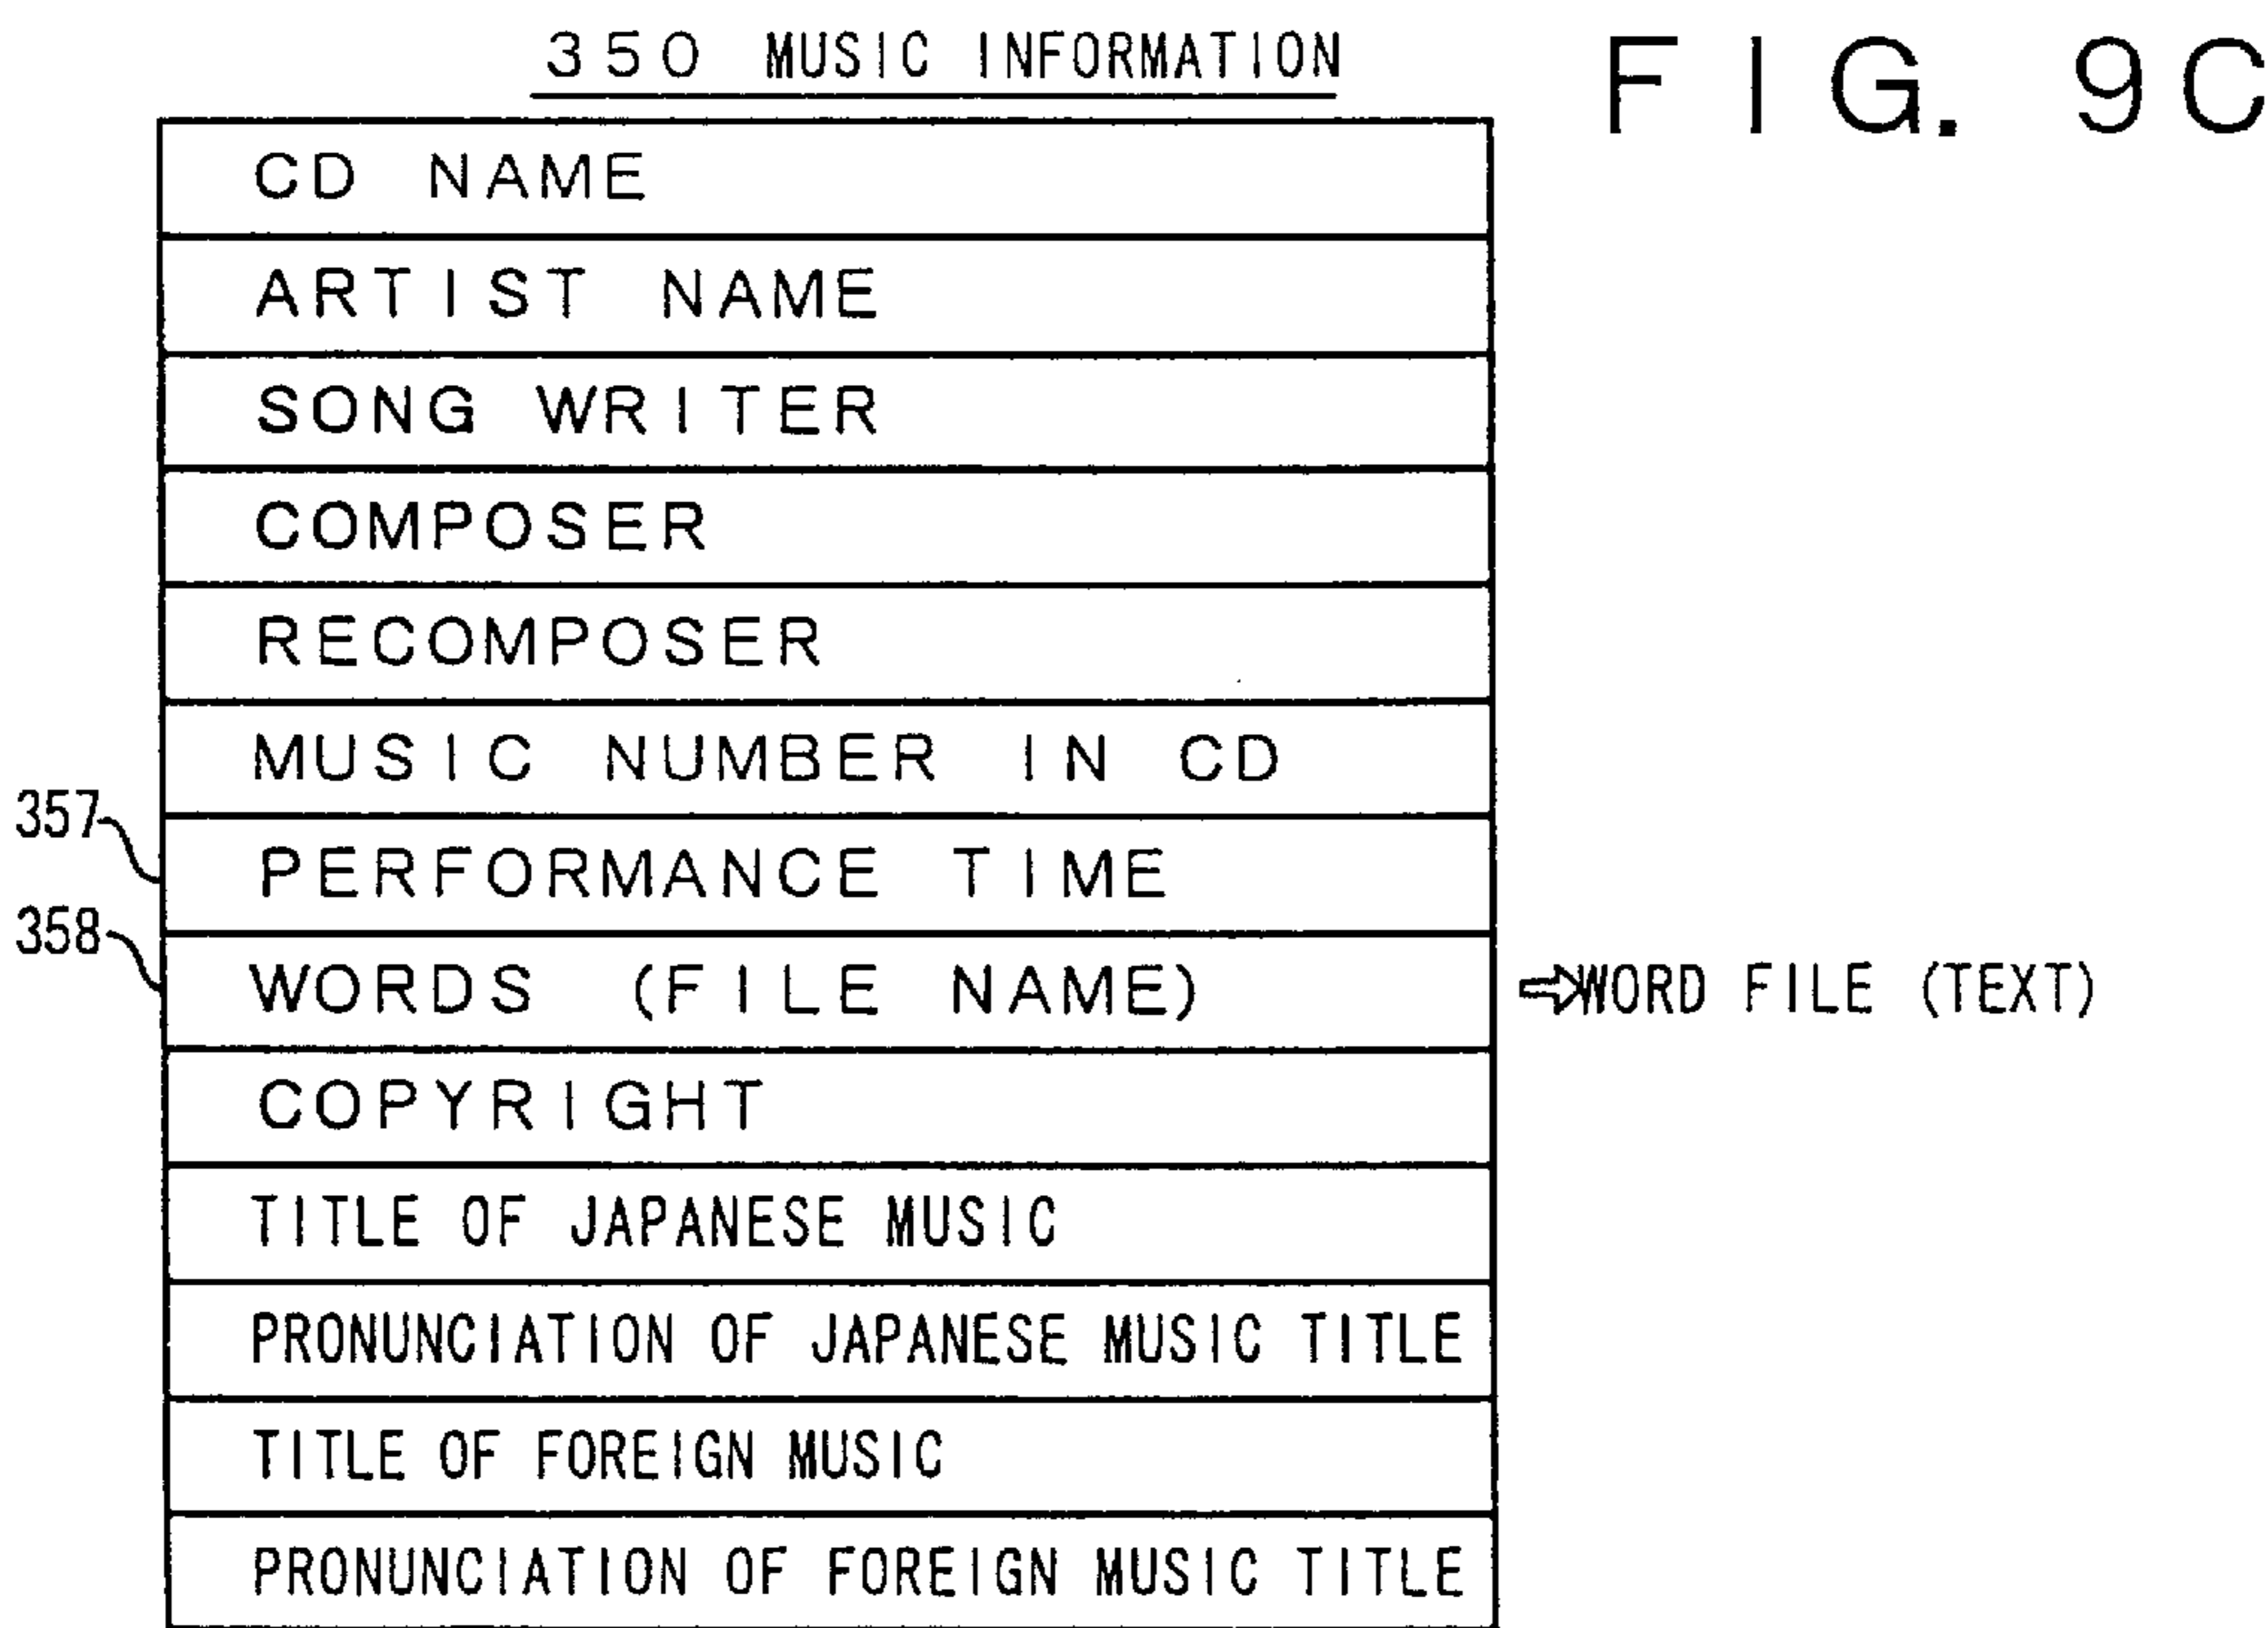 350 MUSIC INFORMATION
FIG. 9C
CD NAME
ARTIST NAME
SONG WRITER
COMPOSER
RECOMPOSER
MUSIC NUMBER IN CD
357
PERFORMANCE TIME
358
WORDS (FILE NAME)
⇒WORD FILE (TEXT)
COPYRIGHT
TITLE OF JAPANESE MUSIC
PRONUNCIATION OF JAPANESE MUSIC TITLE
TITLE OF FOREIGN MUSIC
PRONUNCIATION OF FOREIGN MUSIC TITLE